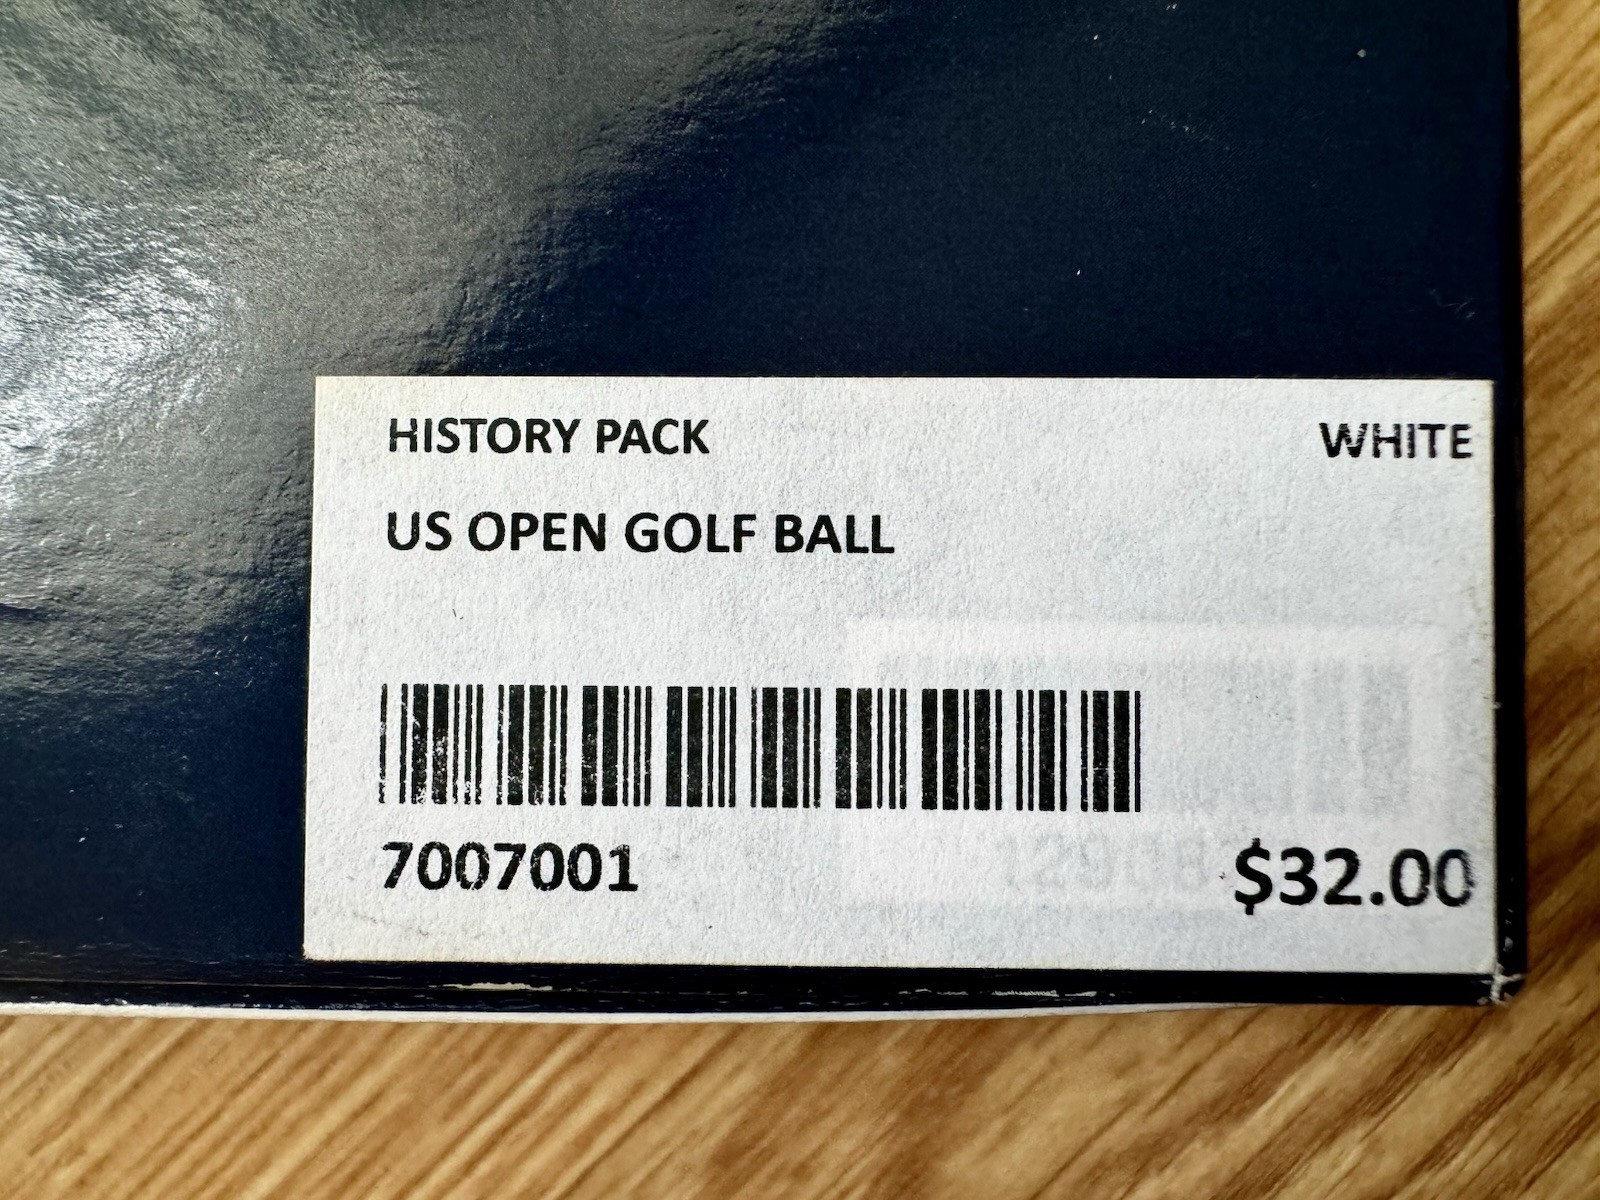 HISTORY PACK WHITE
US OPEN GOLF BALL
7007001 $32.00